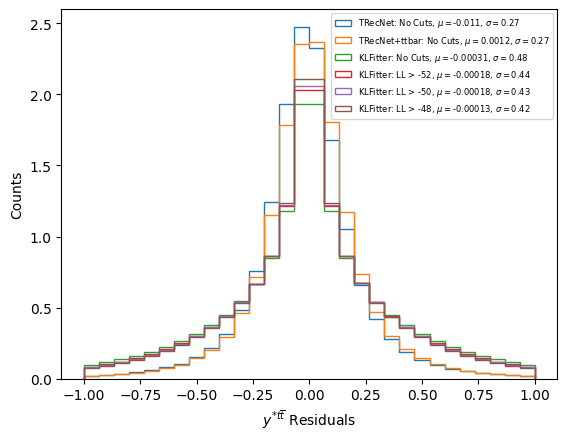 TRecNet: No Cuts, μ = -0.011, σ = 0.27
TRecNet+ttbar: No Cuts, μ = 0.0012, σ = 0.27
KLFitter: No Cuts, μ = -0.00031, σ = 0.48
KLFitter: LL > -52, μ = -0.00018, σ = 0.44
KLFitter: LL > -50, μ = -0.00018, σ = 0.43
KLFitter: LL > -48, μ = -0.00013, σ = 0.42
Counts
2.5
2.0
1.5
1.0
0.5
0.0
−1.00 −0.75 −0.50 −0.25 0.00 0.25 0.50 0.75 1.00
y*tt̅ Residuals